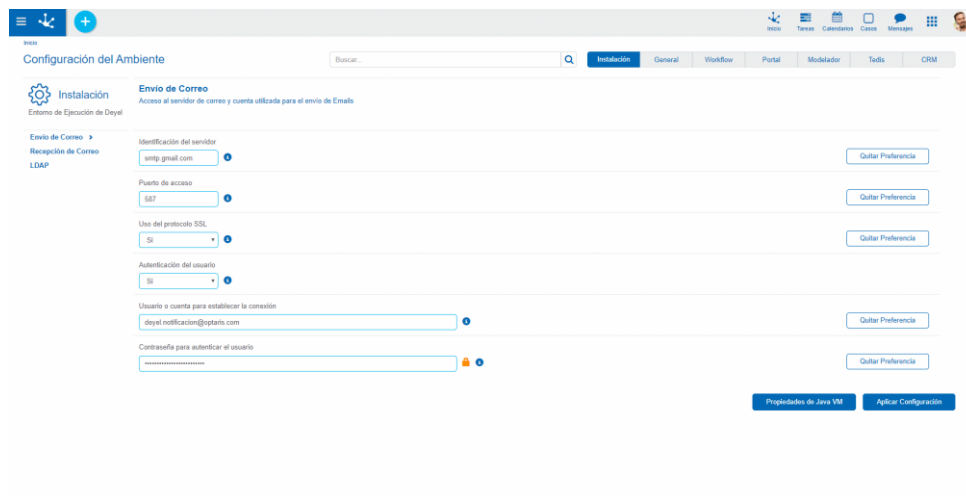 Inicio
Tareas
Calendarios
Casos
Mensajes
Inicio
Configuración del Ambiente
Buscar...
Instalación
General
Workflow
Portal
Modelador
Tedis
CRM
Instalación
Entorno de Ejecución de Deyel
Envío de Correo
Acceso al servidor de correo y cuenta utilizada para el envío de Emails
Envío de Correo >
Recepción de Correo
LDAP
Identificación del servidor
smtp.gmail.com
Quitar Preferencia
Puerto de acceso
587
Quitar Preferencia
Uso del protocolo SSL
Si
Quitar Preferencia
Autenticación del usuario
Si
Usuario o cuenta para establecer la conexión
deyel.notificacion@optaris.com
Quitar Preferencia
Contraseña para autenticar el usuario
Quitar Preferencia
Propiedades de Java VM
Aplicar Configuración